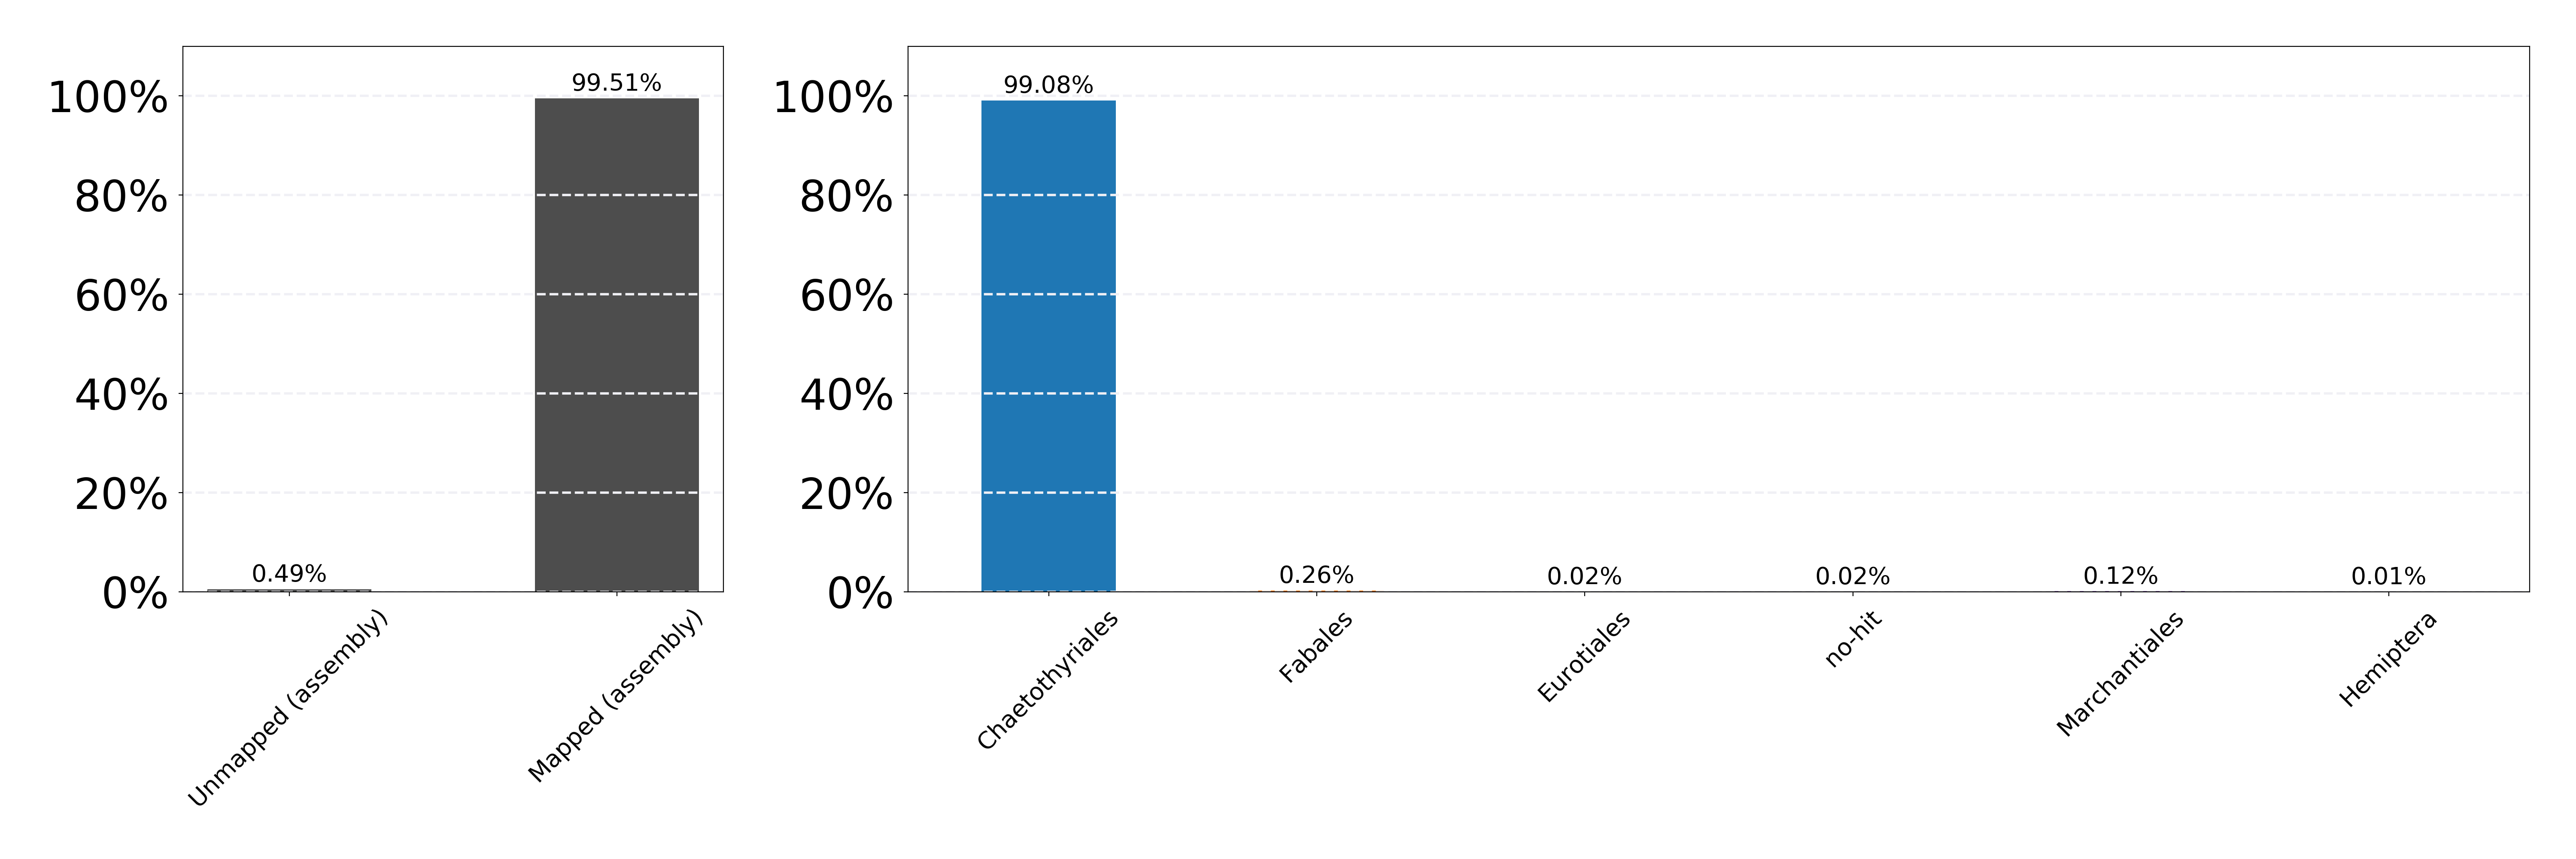 100%
80%
60%
40%
20%
0%
0.49%
99.51%
Unmapped (assembly)
Mapped (assembly)
100%
80%
60%
40%
20%
0%
99.08%
0.26%
0.02%
0.02%
0.12%
0.01%
Chaetothyriales
Fabales
Eurotiales
no-hit
Marchantiales
Hemiptera